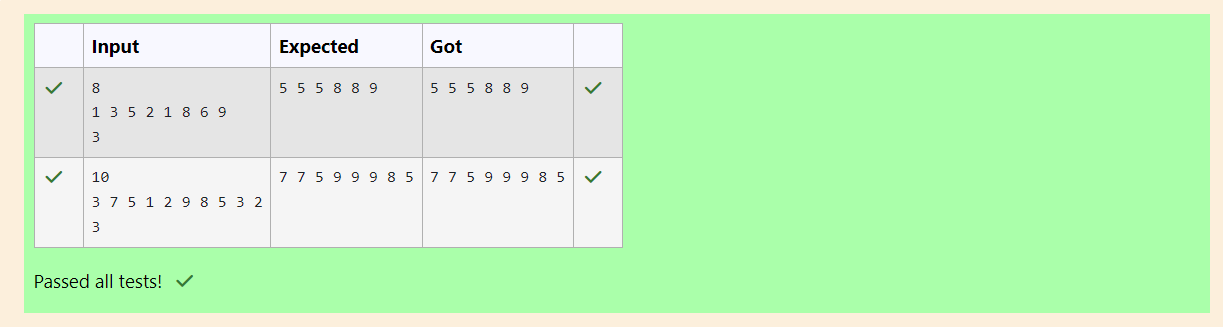 Input Expected Got
8 5 5 5 8 8 9 5 5 5 8 8 9
1 3 5 2 1 8 6 9
3
10 7 7 5 9 9 9 8 5 7 7 5 9 9 9 8 5
3 7 5 1 2 9 8 5 3 2
3
Passed all tests!